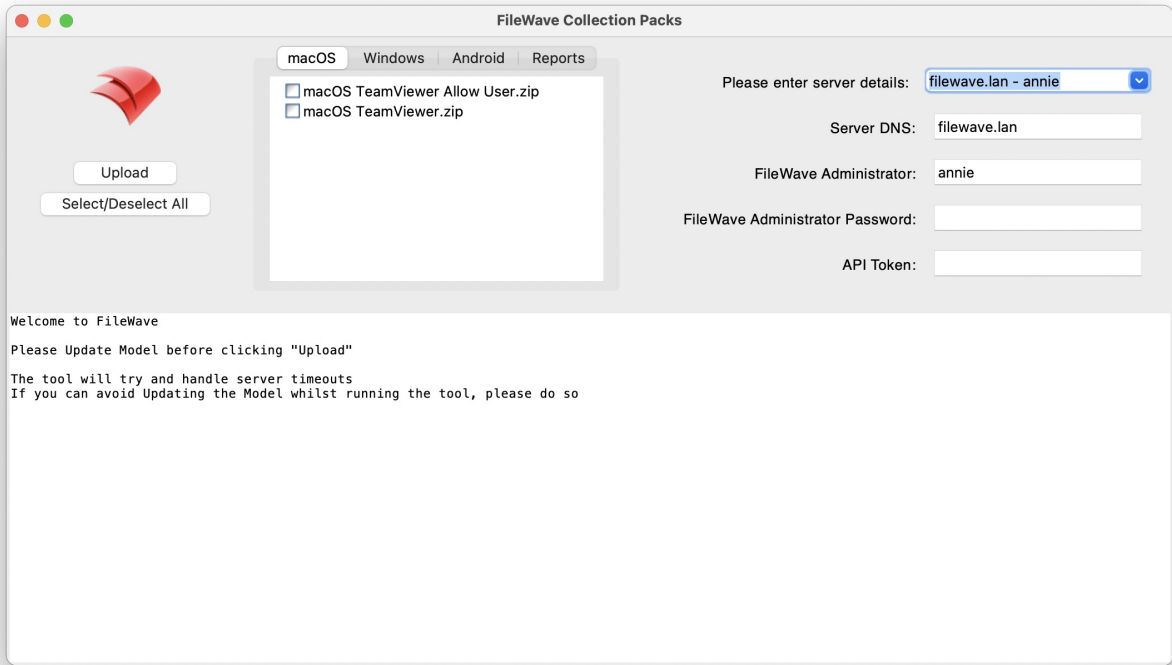 FileWave Collection Packs
macOS Windows Android Reports
macOS TeamViewer Allow User.zip
macOS TeamViewer.zip
Upload
Select/Deselect All
Please enter server details: filewave.lan - annie
Server DNS: filewave.lan
FileWave Administrator: annie
FileWave Administrator Password:
API Token:
Welcome to FileWave
Please Update Model before clicking "Upload"
The tool will try and handle server timeouts
If you can avoid Updating the Model whilst running the tool, please do so